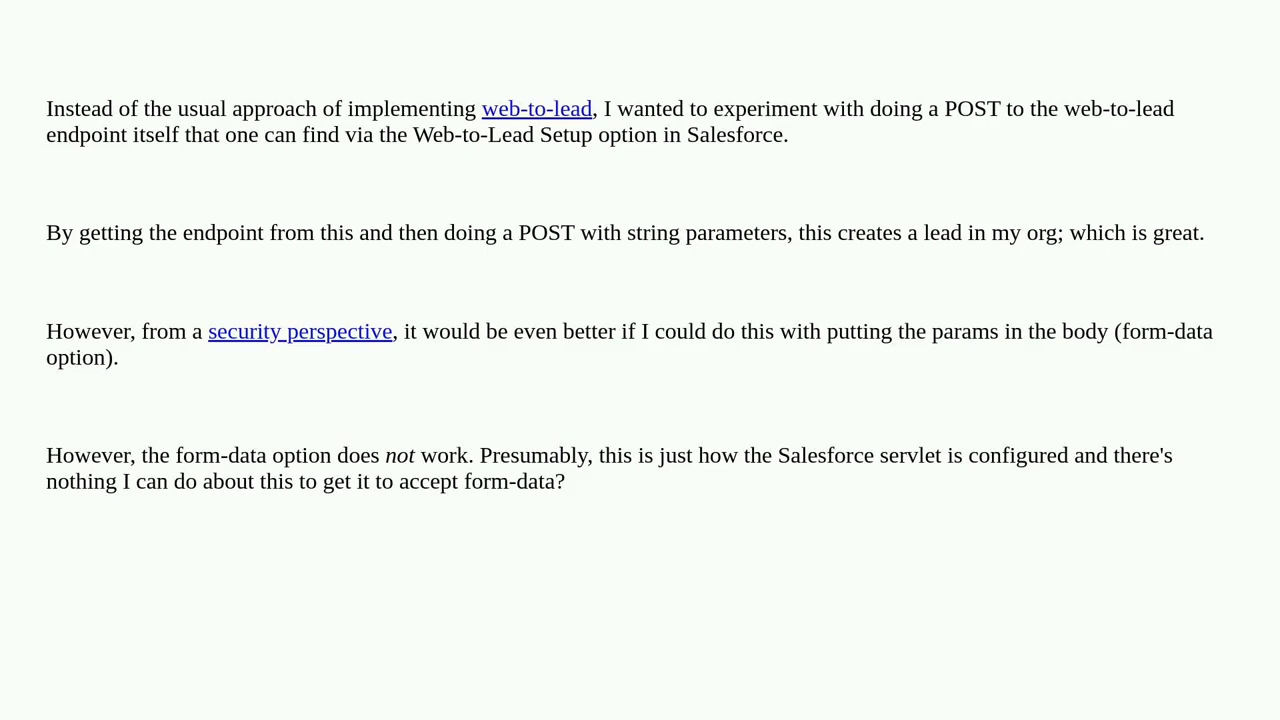 Instead of the usual approach of implementing web-to-lead, I wanted to experiment with doing a POST to the web-to-lead
endpoint itself that one can find via the Web-to-Lead Setup option in Salesforce.
By getting the endpoint from this and then doing a POST with string parameters, this creates a lead in my org; which is great.
However, from a security perspective, it would be even better if I could do this with putting the params in the body (form-data
option).
However, the form-data option does not work. Presumably, this is just how the Salesforce servlet is configured and there's
nothing I can do about this to get it to accept form-data?